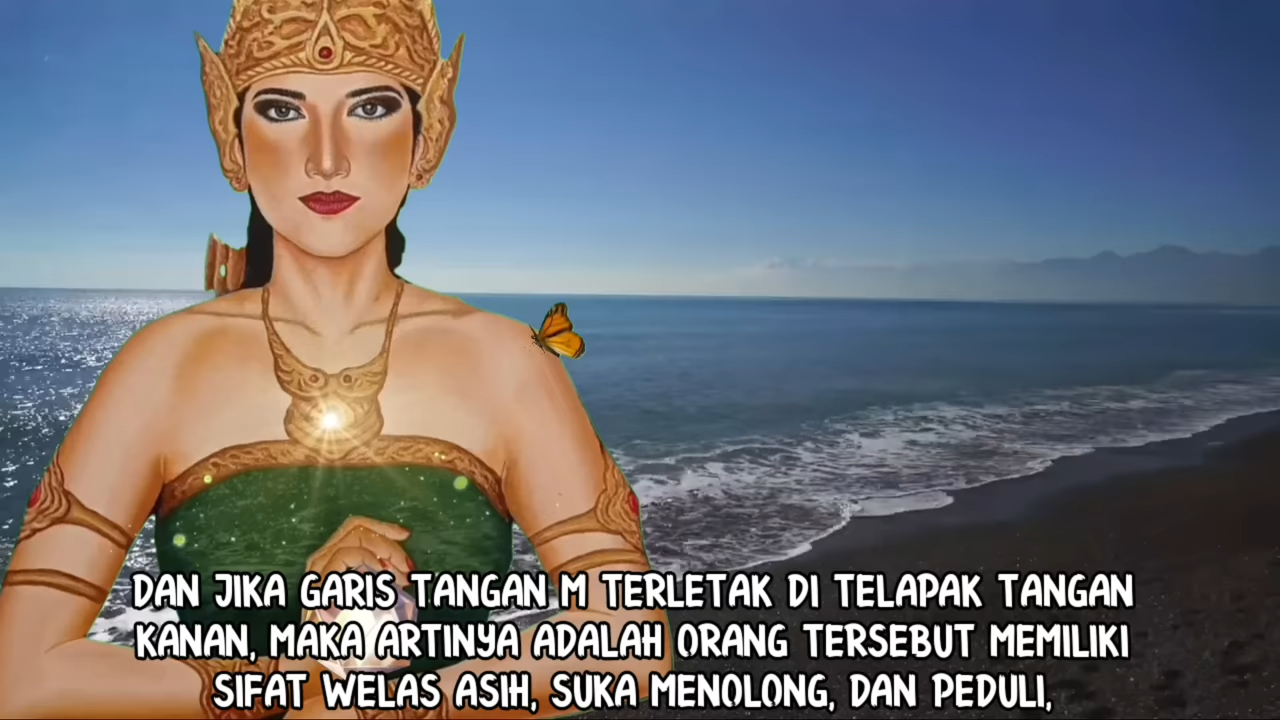 DAN JIKA GARIS TANGAN M TERLETAK DI TELAPAK TANGAN
KANAN, MAKA ARTINYA ADALAH ORANG TERSEBUT MEMILIKI
SIFAT WELAS ASIH, SUKA MENOLONG, DAN PEDULI,